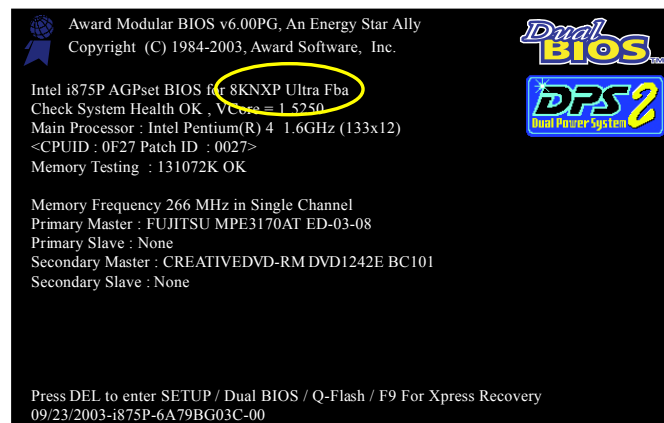 Award Modular BIOS v6.00PG, An Energy Star Ally
Copyright (C) 1984-2003, Award Software, Inc.
Dual
BIOS TM
DPS 2
Dual Power System
Intel i875P AGPset BIOS for 8KNXP Ultra Fba
Check System Health OK , VCore = 1.5250
Main Processor : Intel Pentium(R) 4 1.6GHz (133x12)
<CPUID : 0F27 Patch ID : 0027>
Memory Testing : 131072K OK
Memory Frequency 266 MHz in Single Channel
Primary Master : FUJITSU MPE3170AT ED-03-08
Primary Slave : None
Secondary Master : CREATIVEDVD-RM DVD1242E BC101
Secondary Slave : None
Press DEL to enter SETUP / Dual BIOS / Q-Flash / F9 For Xpress Recovery
09/23/2003-i875P-6A79BG03C-00